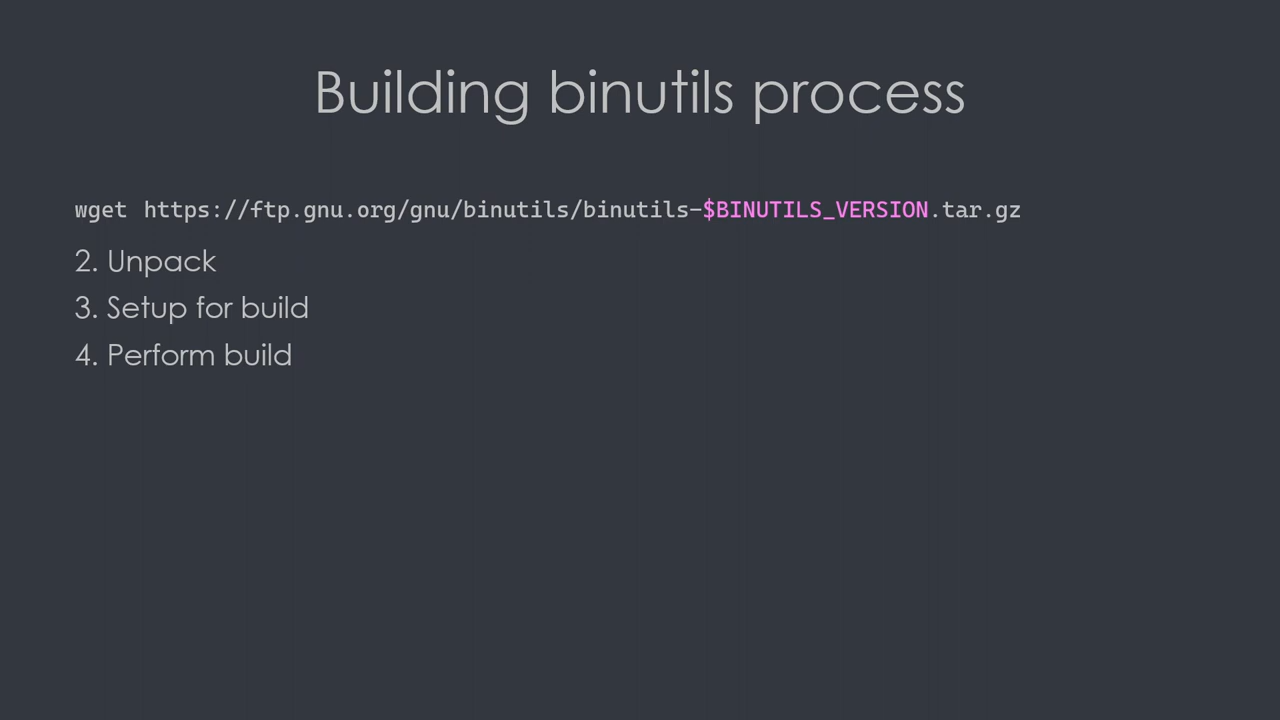 Building binutils process
wget https://ftp.gnu.org/gnu/binutils/binutils-$BINUTILS_VERSION.tar.gz
2. Unpack
3. Setup for build
4. Perform build